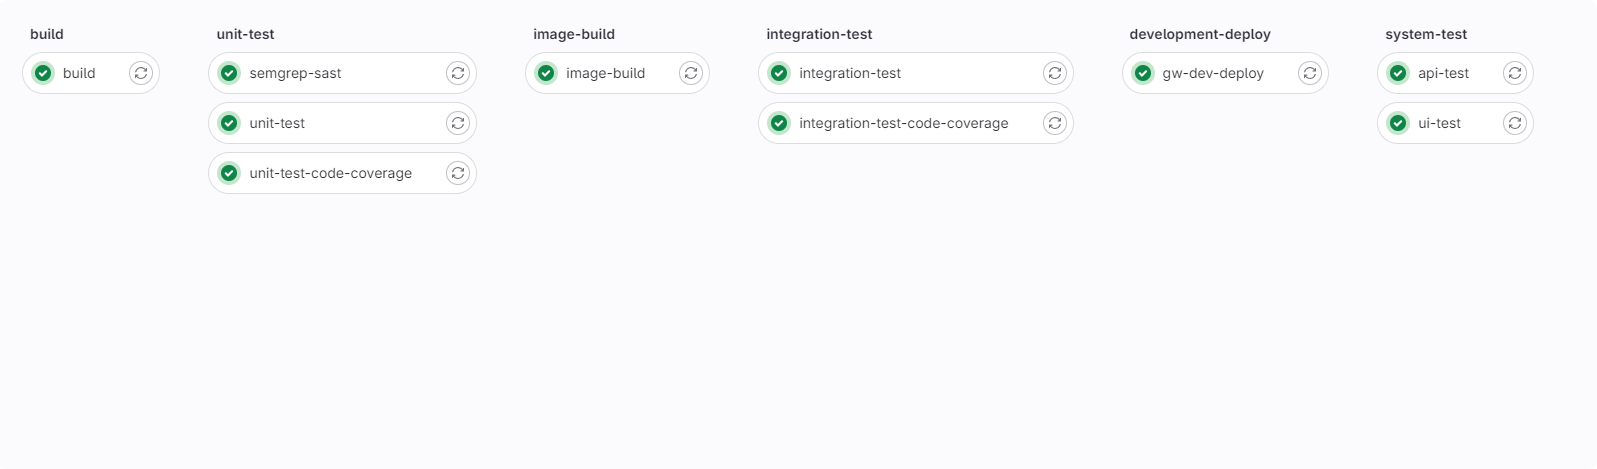 build
build
unit-test
semgrep-sast
unit-test
unit-test-code-coverage
image-build
image-build
integration-test
integration-test
integration-test-code-coverage
development-deploy
gw-dev-deploy
system-test
api-test
ui-test